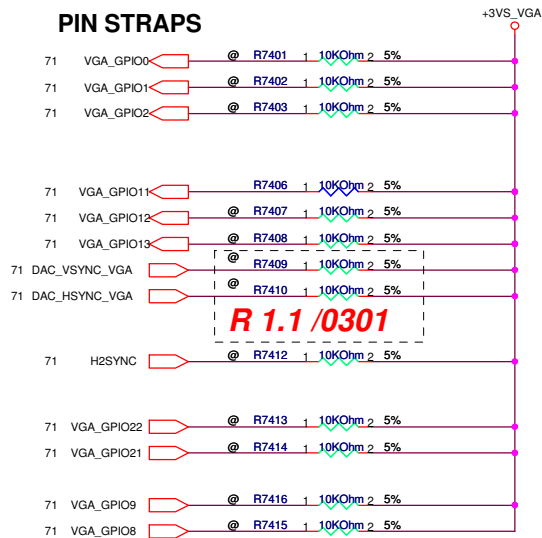 PIN STRAPS
+3VS_VGA
71 VGA_GPIO0 @ R7401 1 10KOhm 2 5%
71 VGA_GPIO1 @ R7402 1 10KOhm 2 5%
71 VGA_GPIO2 @ R7403 1 10KOhm 2 5%
71 VGA_GPIO11 R7406 1 10KOhm 2 5%
71 VGA_GPIO12 @ R7407 1 10KOhm 2 5%
71 VGA_GPIO13 @ R7408 1 10KOhm 2 5%
71 DAC_VSYNC_VGA @ R7409 1 10KOhm 2 5%
71 DAC_HSYNC_VGA @ R7410 1 10KOhm 2 5%
R 1.1 /0301
71 H2SYNC @ R7412 1 10KOhm 2 5%
71 VGA_GPIO22 @ R7413 1 10KOhm 2 5%
71 VGA_GPIO21 @ R7414 1 10KOhm 2 5%
71 VGA_GPIO9 @ R7416 1 10KOhm 2 5%
71 VGA_GPIO8 @ R7415 1 10KOhm 2 5%